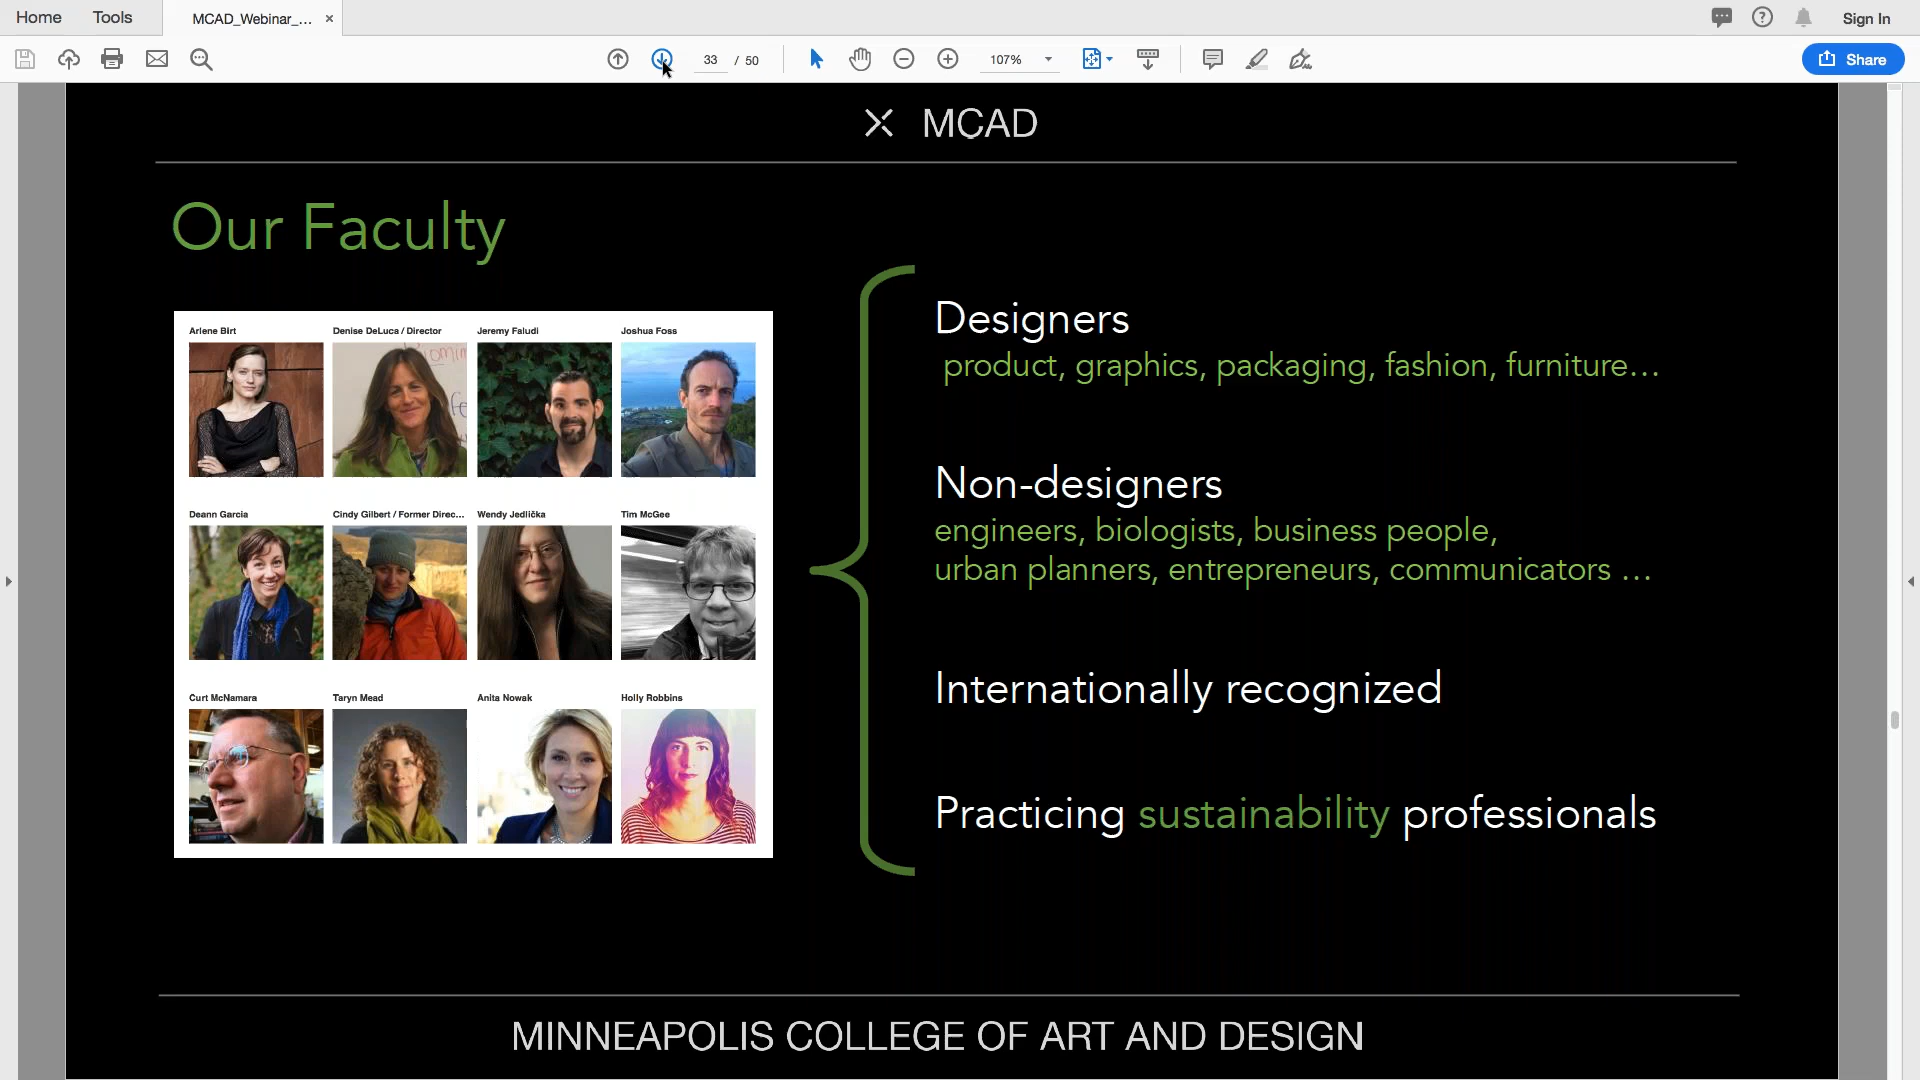 Home Tools MCAD_Webinar_... × Sign In
33 / 50 107% Share
MCAD
Our Faculty
Arlene Birt Denise DeLuca / Director Jeremy Faludi Joshua Foss
Deann Garcia Cindy Gilbert / Former Direc... Wendy Jedlička Tim McGee
Curt McNamara Taryn Mead Anita Nowak Holly Robbins
Designers
product, graphics, packaging, fashion, furniture...
Non-designers
engineers, biologists, business people,
urban planners, entrepreneurs, communicators ...
Internationally recognized
Practicing sustainability professionals
MINNEAPOLIS COLLEGE OF ART AND DESIGN